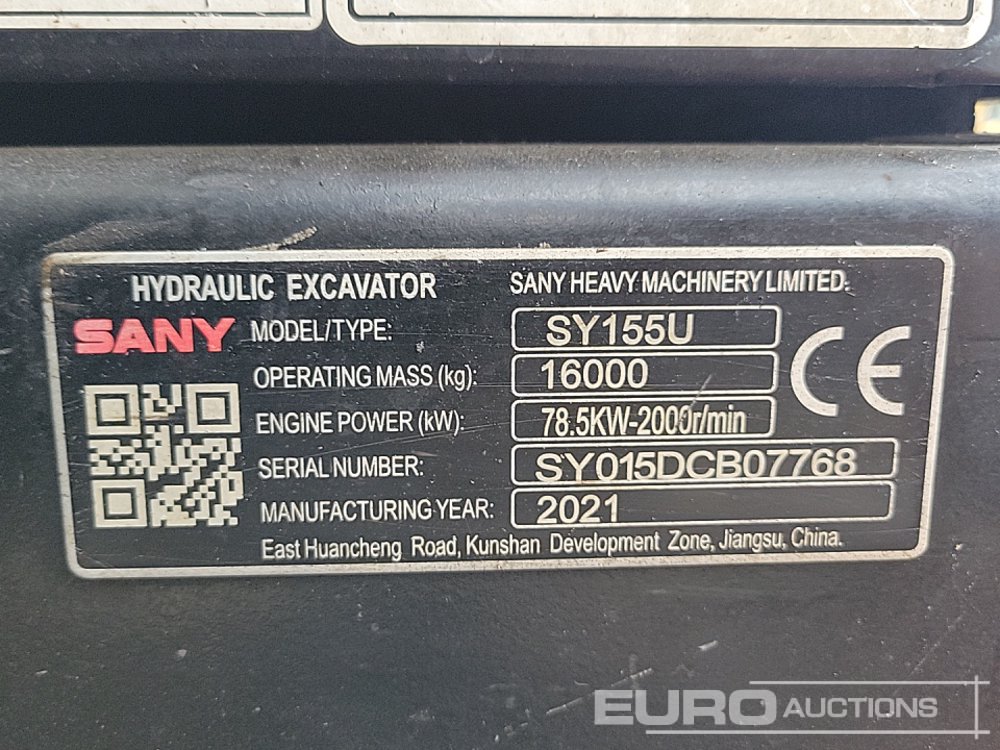 HYDRAULIC EXCAVATOR SANY HEAVY MACHINERY LIMITED.
SANY MODEL/TYPE: SY155U
OPERATING MASS (kg): 16000
ENGINE POWER (kW): 78.5KW-2000r/min
SERIAL NUMBER: SY015DCB07768
MANUFACTURING YEAR: 2021
East Huancheng Road, Kunshan Development Zone, Jiangsu, China.
CE
EURO AUCTIONS